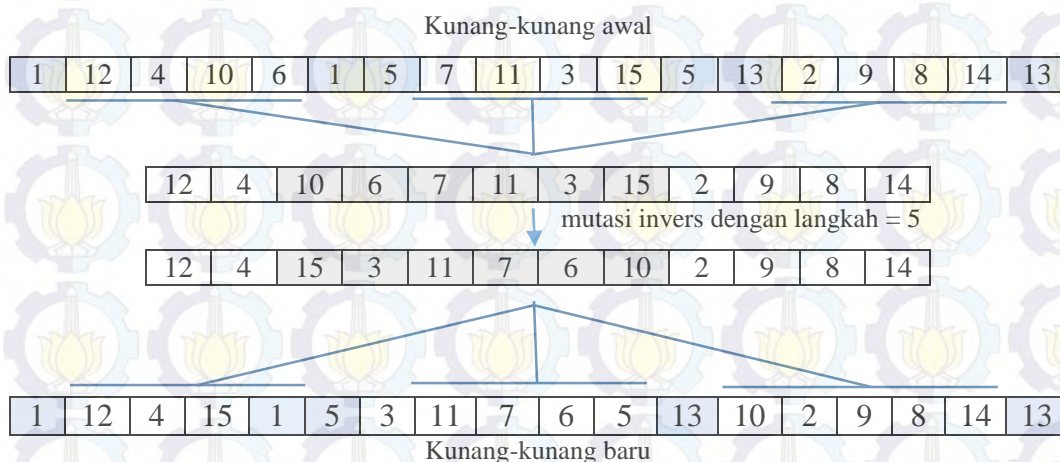 Kunang-kunang awal
1 12 4 10 6 1 5 7 11 3 15 5 13 2 9 8 14 13
12 4 10 6 7 11 3 15 2 9 8 14
mutasi invers dengan langkah = 5
12 4 15 3 11 7 6 10 2 9 8 14
1 12 4 15 1 5 3 11 7 6 5 13 10 2 9 8 14 13
Kunang-kunang baru